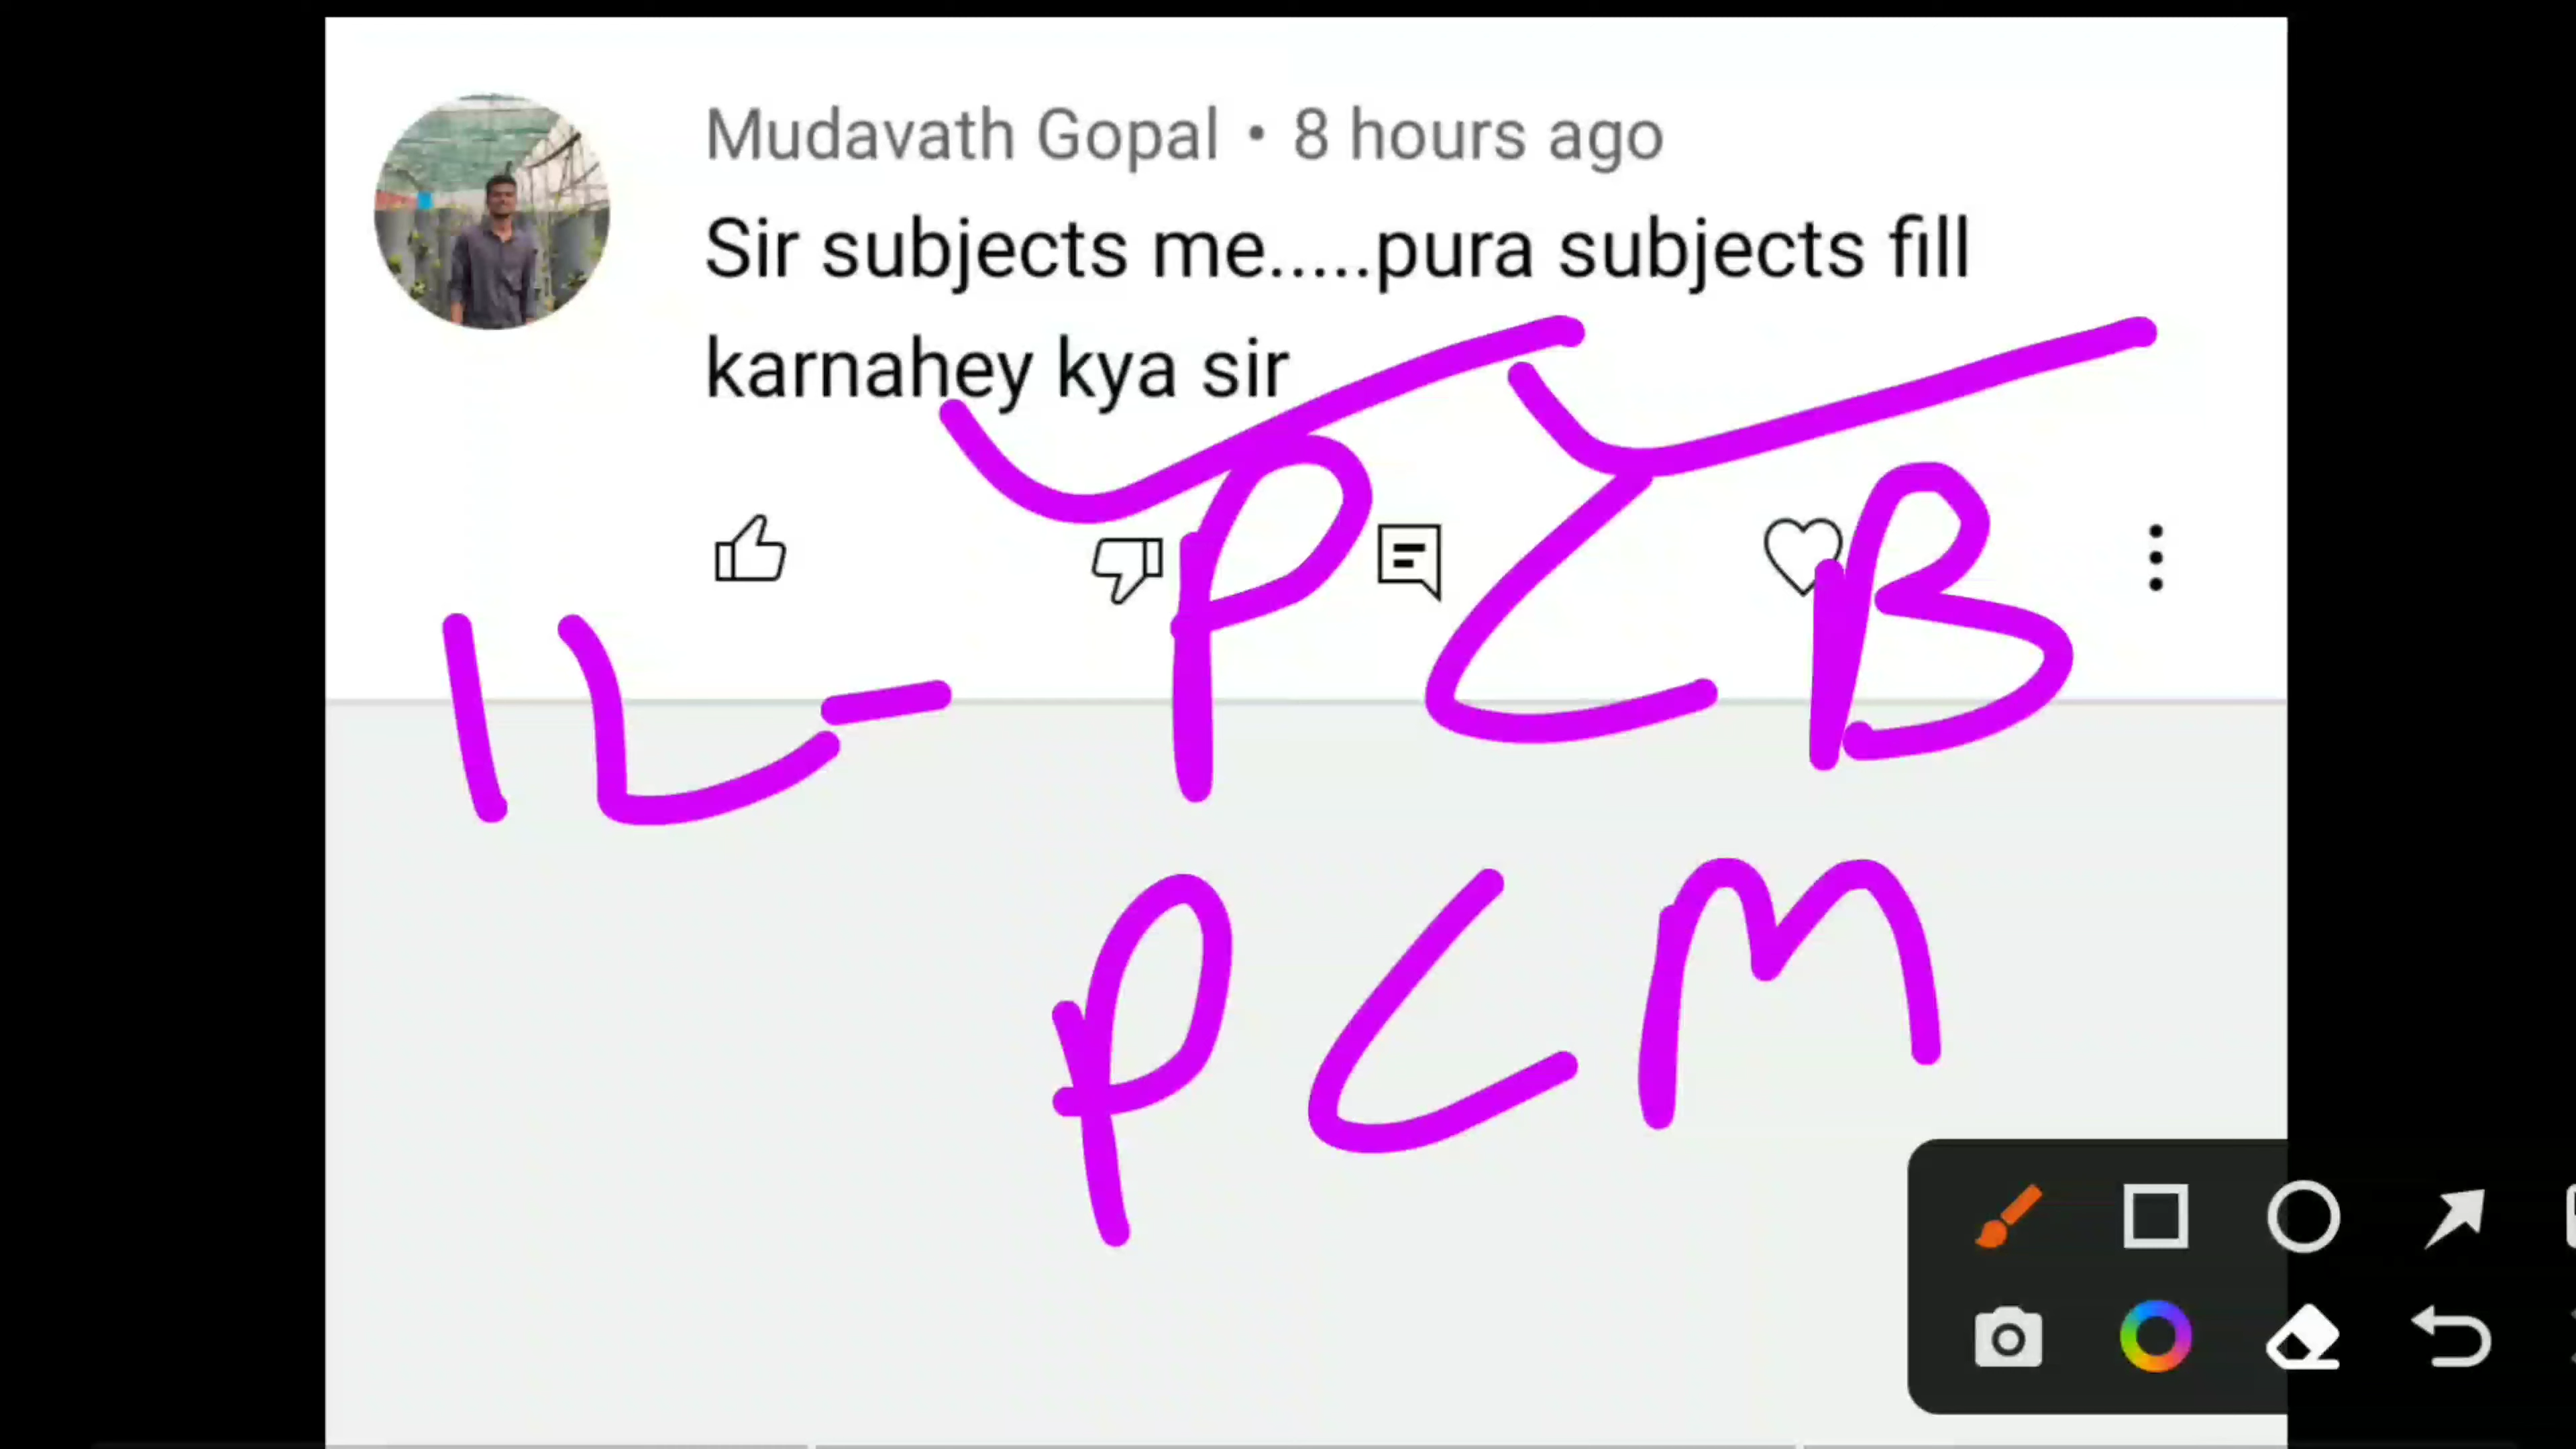 Mudavath Gopal • 8 hours ago
Sir subjects me.....pura subjects fill
karnahey kya sir
12 - PCB
PCM